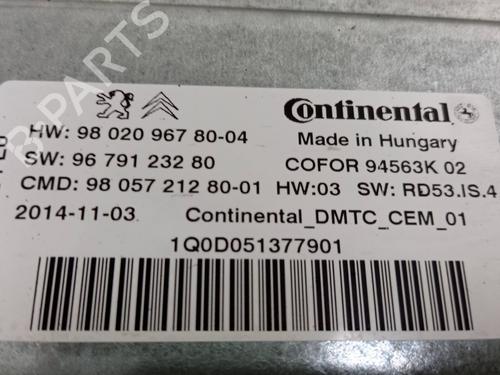 B-PARTS
Continental
HW: 98 020 967 80-04
Made in Hungary
SW: 96 791 232 80
COFOR 94563K 02
CMD: 98 057 212 80-01
HW:03
SW: RD53.IS.4
2014-11-03
Continental_DMTC_CEM_01
1Q0D051377901